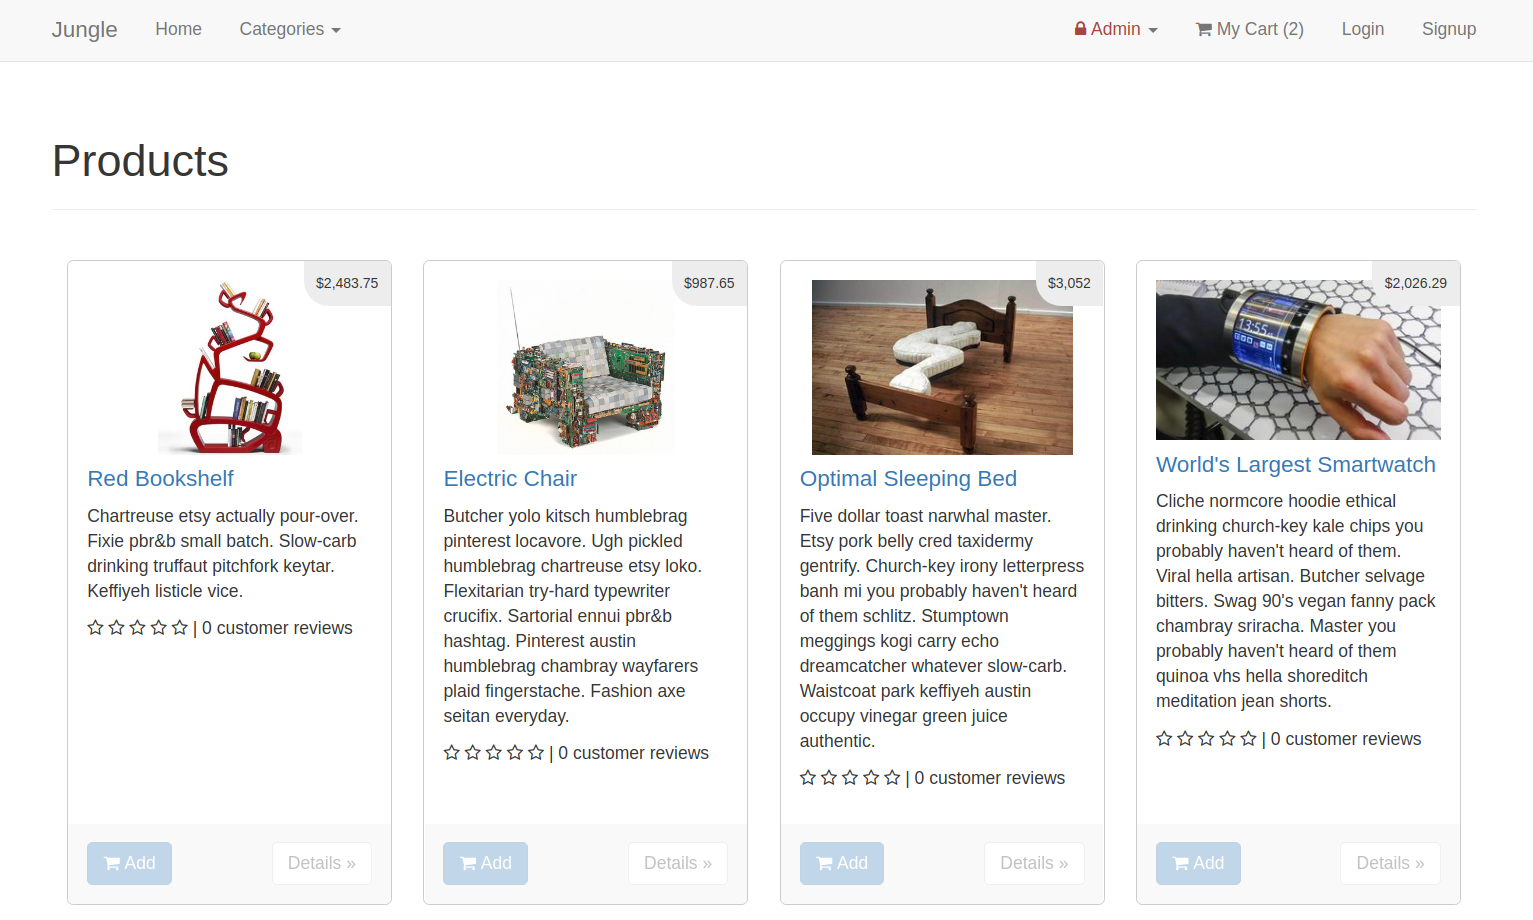 Jungle Home Categories Admin My Cart (2) Login Signup
Products
$2,483.75
Red Bookshelf
Chartreuse etsy actually pour-over.
Fixie pbr&b small batch. Slow-carb
drinking truffaut pitchfork keytar.
Keffiyeh listicle vice.
| 0 customer reviews
Add Details »
$987.65
Electric Chair
Butcher yolo kitsch humblebrag
pinterest locavore. Ugh pickled
humblebrag chartreuse etsy loko.
Flexitarian try-hard typewriter
crucifix. Sartorial ennui pbr&b
hashtag. Pinterest austin
humblebrag chambray wayfarers
plaid fingerstache. Fashion axe
seitan everyday.
| 0 customer reviews
Add Details »
$3,052
Optimal Sleeping Bed
Five dollar toast narwhal master.
Etsy pork belly cred taxidermy
gentrify. Church-key irony letterpress
banh mi you probably haven't heard
of them schlitz. Stumptown
meggings kogi carry echo
dreamcatcher whatever slow-carb.
Waistcoat park keffiyeh austin
occupy vinegar green juice
authentic.
| 0 customer reviews
Add Details »
$2,026.29
13:55
World's Largest Smartwatch
Cliche normcore hoodie ethical
drinking church-key kale chips you
probably haven't heard of them.
Viral hella artisan. Butcher selvage
bitters. Swag 90's vegan fanny pack
chambray sriracha. Master you
probably haven't heard of them
quinoa vhs hella shoreditch
meditation jean shorts.
| 0 customer reviews
Add Details »